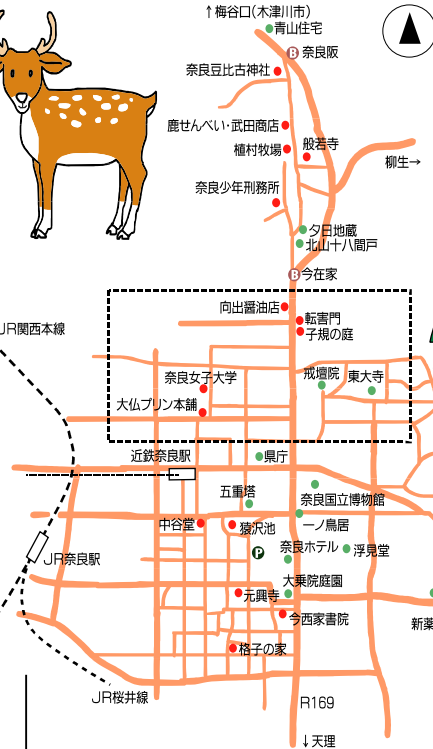 ↑梅谷口(木津川市)
青山住宅
B 奈良阪
奈良豆比古神社
鹿せんべい・武田商店
植村牧場
般若寺
柳生→
奈良少年刑務所
夕日地蔵
北山十八間戸
B 今在家
向出醤油店
転害門
子規の庭
JR関西本線
奈良女子大学
戒壇院
東大寺
大仏プリン本舗
近鉄奈良駅
県庁
五重塔
奈良国立博物館
中谷堂
猿沢池
一ノ鳥居
P
奈良ホテル
浮見堂
JR奈良駅
大乗院庭園
元興寺
今西家書院
新薬
格子の家
JR桜井線
R169
↓天理